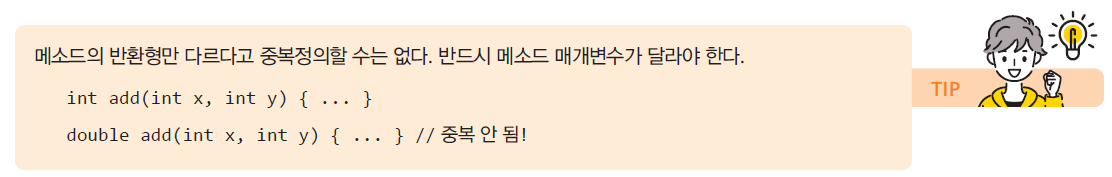 메소드의 반환형만 다르다고 중복정의할 수는 없다. 반드시 메소드 매개변수가 달라야 한다.
int add(int x, int y) { ... }
double add(int x, int y) { ... } // 중복 안 됨!
TIP